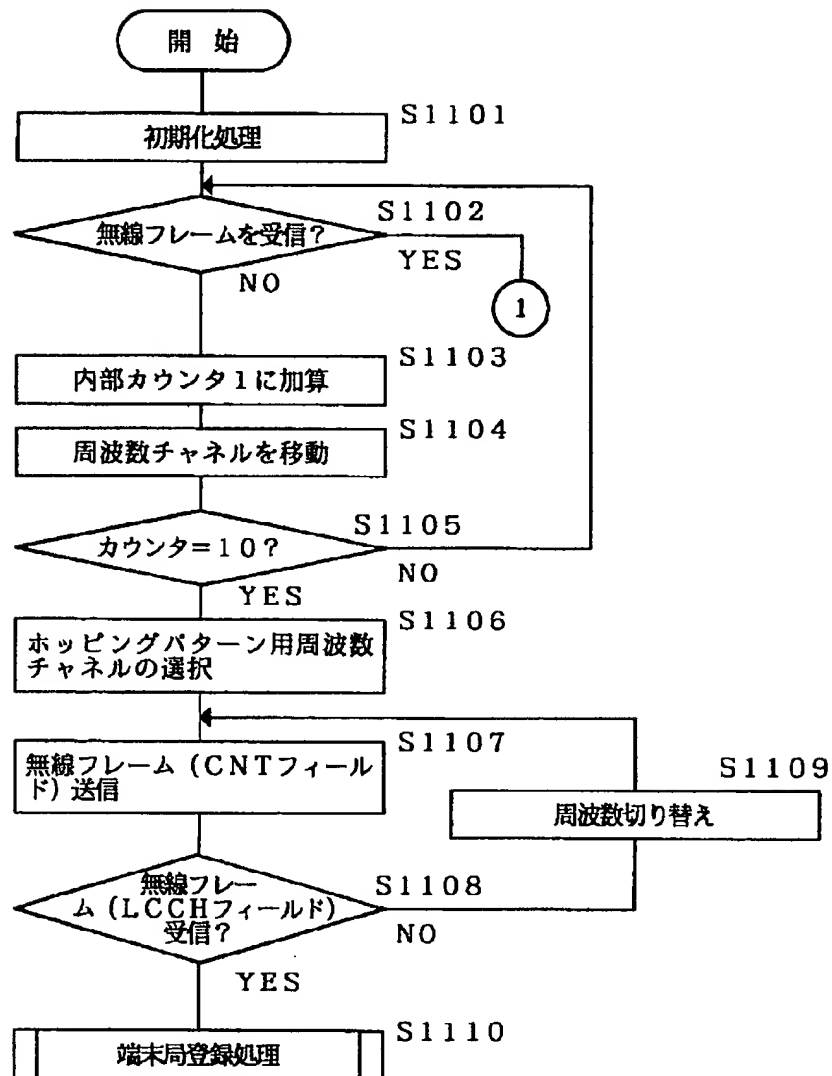 開 始
S1101
初期化処理
S1102
無線フレームを受信？
YES
NO
1
S1103
内部カウンタ1に加算
S1104
周波数チャネルを移動
S1105
カウンタ＝10？
NO
YES
S1106
ホッピングパターン用周波数
チャネルの選択
S1107
無線フレーム（CNTフィール
ド）送信
S1109
周波数切り替え
S1108
無線フレー
ム（LCCHフィールド）
受信？
NO
YES
S1110
端末局登録処理